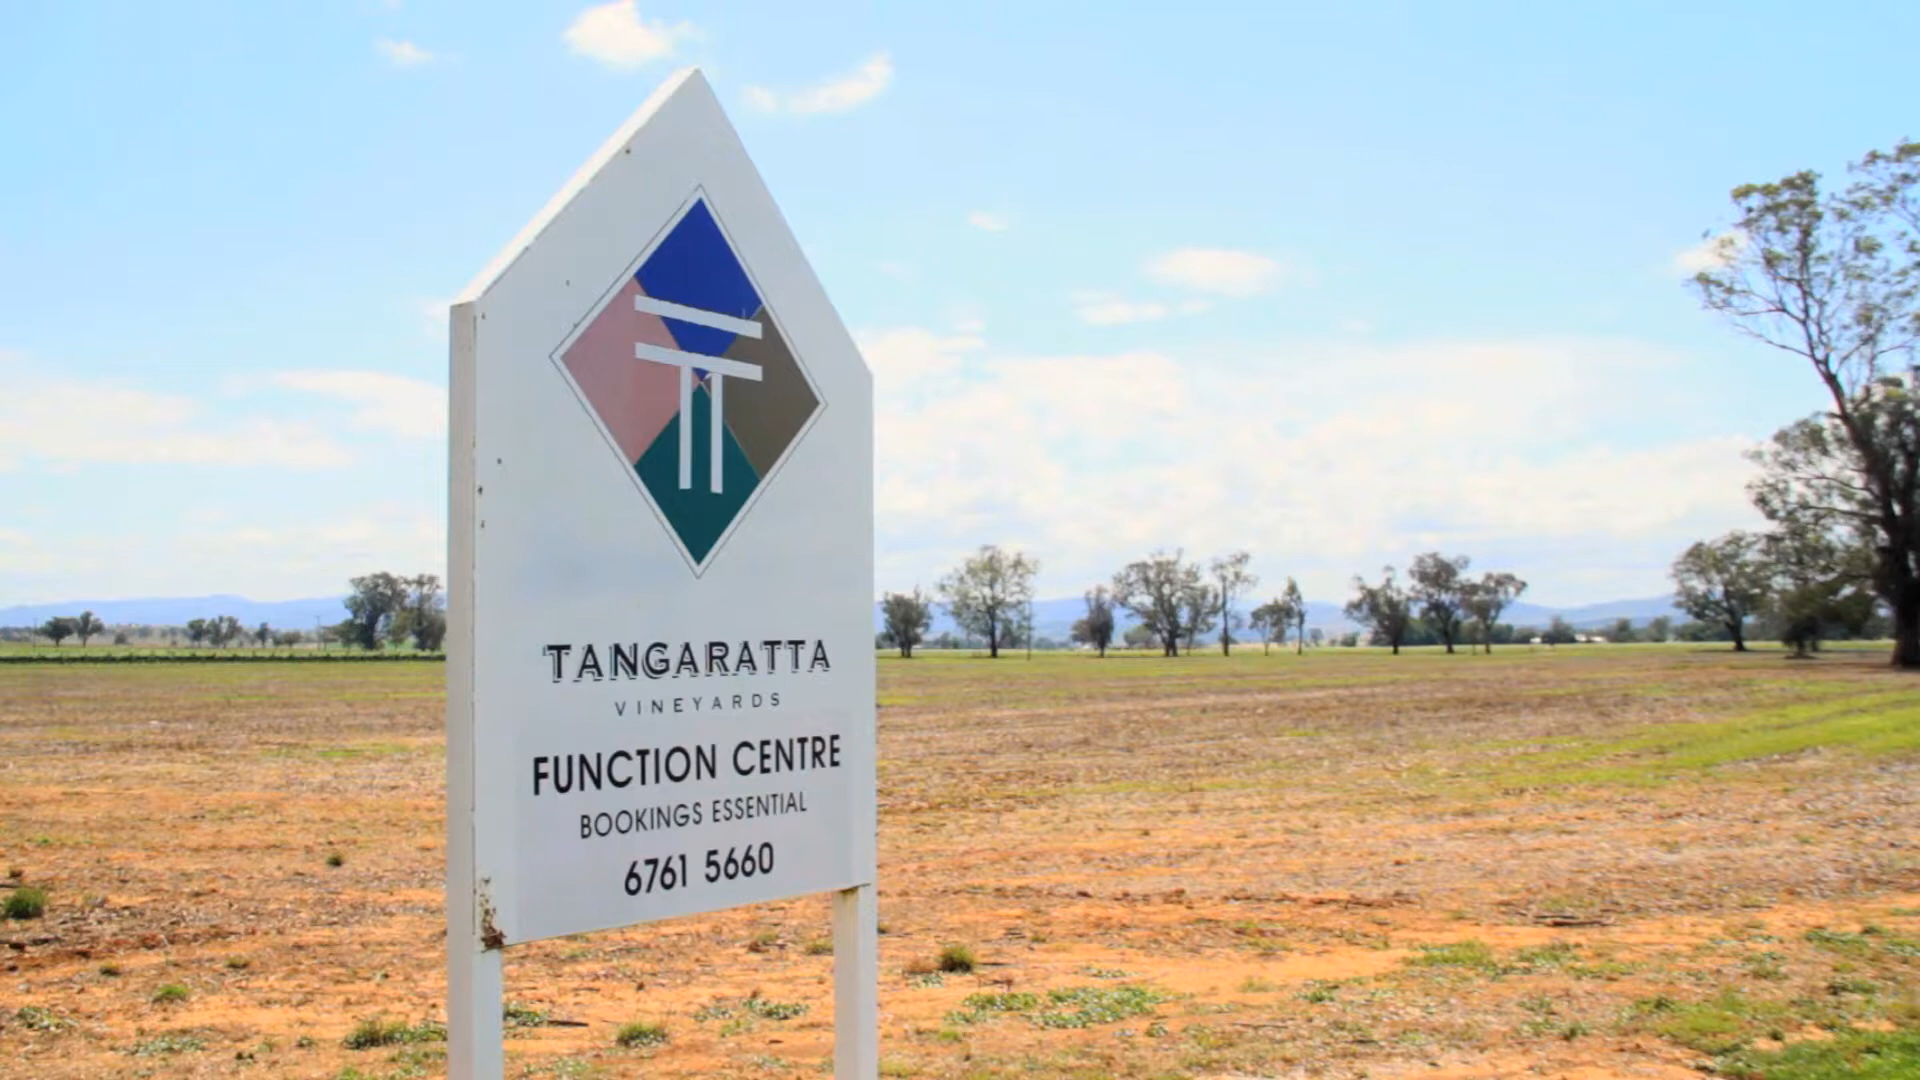 TANGARATTA
VINEYARDS
FUNCTION CENTRE
BOOKINGS ESSENTIAL
6761 5660